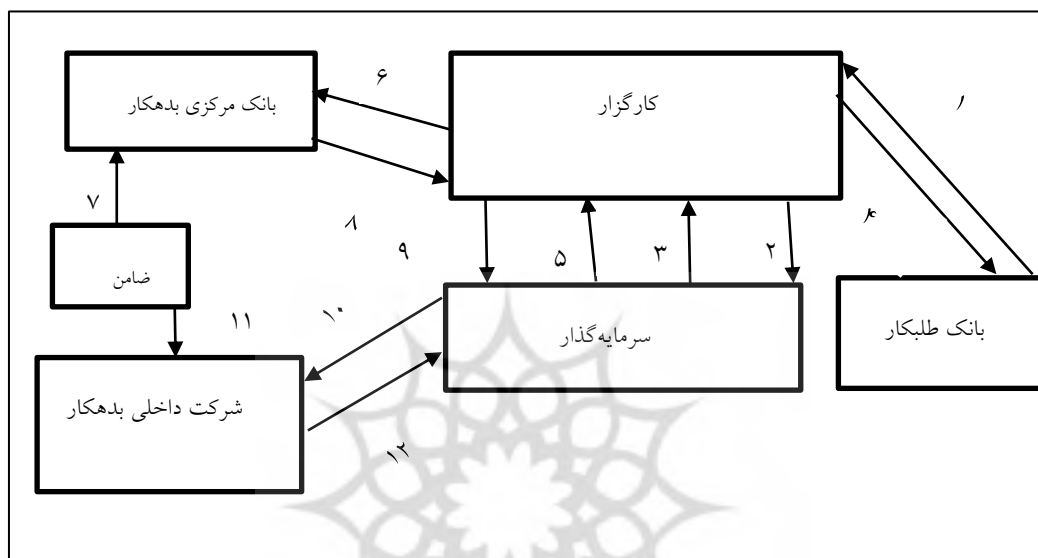 کارگزار
۱
۶
بانک مرکزی بدهکار
۴
۲
۳
۵
۹
۸
۷
ضامن
بانک طلبکار
سرمایه‌گذار
۱۰
۱۱
شرکت داخلی بدهکار
۱۲